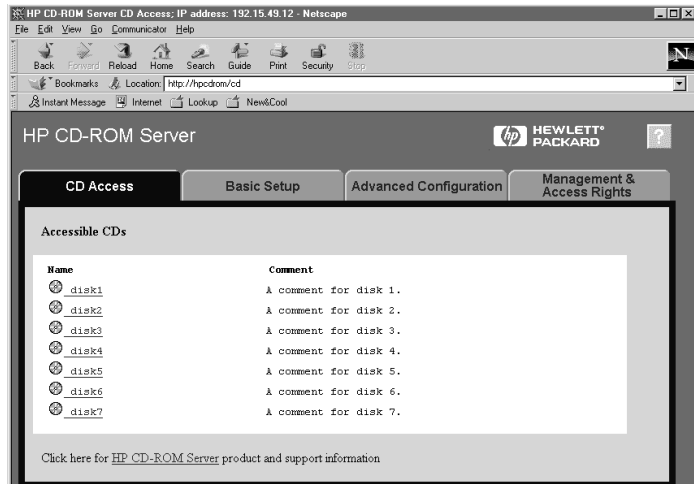 HP CD-ROM Server CD Access; IP address: 192.15.49.12 - Netscape
File Edit View Go Communicator Help
Back Forward Reload Home Search Guide Print Security Stop
N
Bookmarks Location: http://hpcdrom/cd
Instant Message Internet Lookup New&Cool
HP CD-ROM Server
hp HEWLETT® PACKARD
?
CD Access Basic Setup Advanced Configuration Management & Access Rights
Accessible CDs
Name Comment
disk1 A comment for disk 1.
disk2 A comment for disk 2.
disk3 A comment for disk 3.
disk4 A comment for disk 4.
disk5 A comment for disk 5.
disk6 A comment for disk 6.
disk7 A comment for disk 7.
Click here for HP CD-ROM Server product and support information